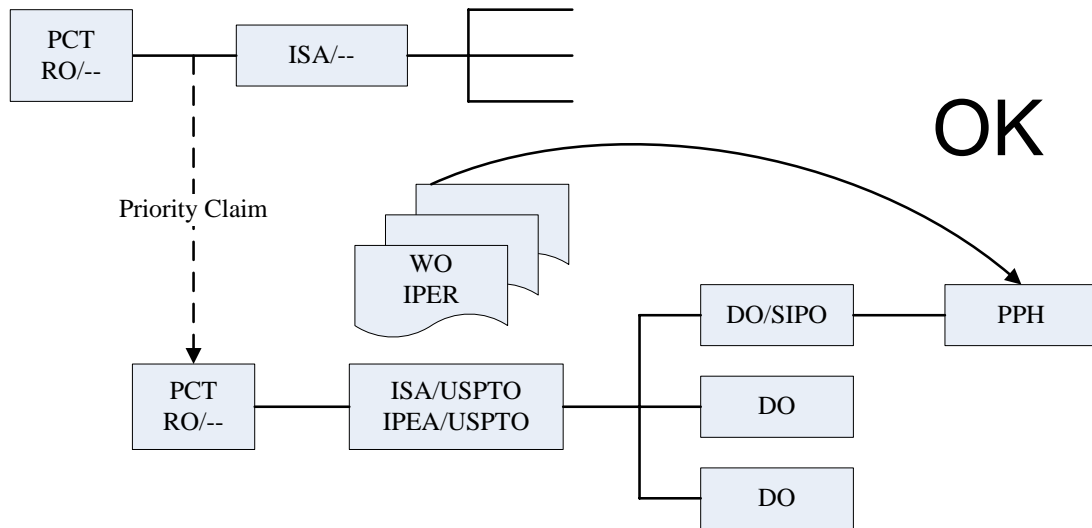 PCT
RO/--
ISA/--
OK
Priority Claim
WO
IPER
DO/SIPO
PPH
PCT
RO/--
ISA/USPTO
IPEA/USPTO
DO
DO